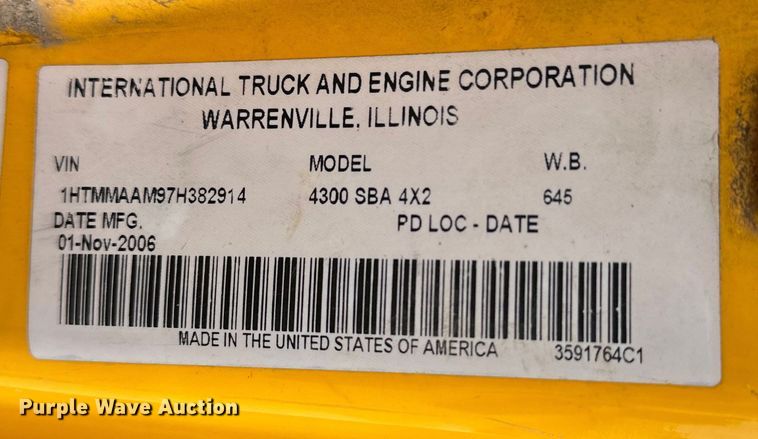 INTERNATIONAL TRUCK AND ENGINE CORPORATION
WARRENVILLE, ILLINOIS
VIN MODEL W.B.
1HTMMAAM97H382914 4300 SBA 4X2 645
DATE MFG. PD LOC - DATE
01-Nov-2006
MADE IN THE UNITED STATES OF AMERICA 3591764C1
Purple Wave Auction